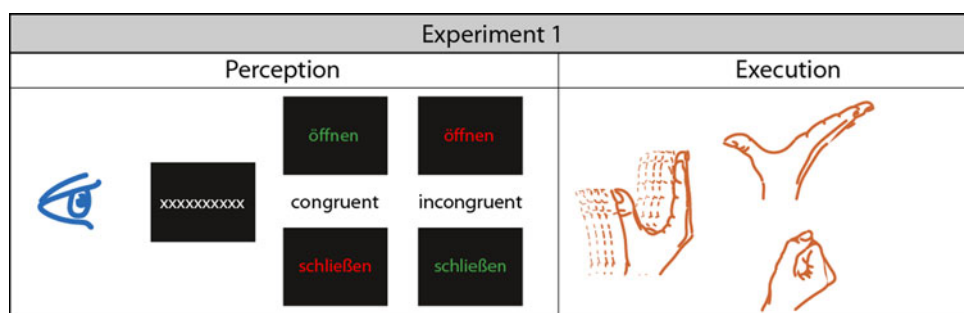 Experiment 1
Perception
Execution
öffnen
öffnen
xxxxxxxxxx
congruent
incongruent
schließen
schließen